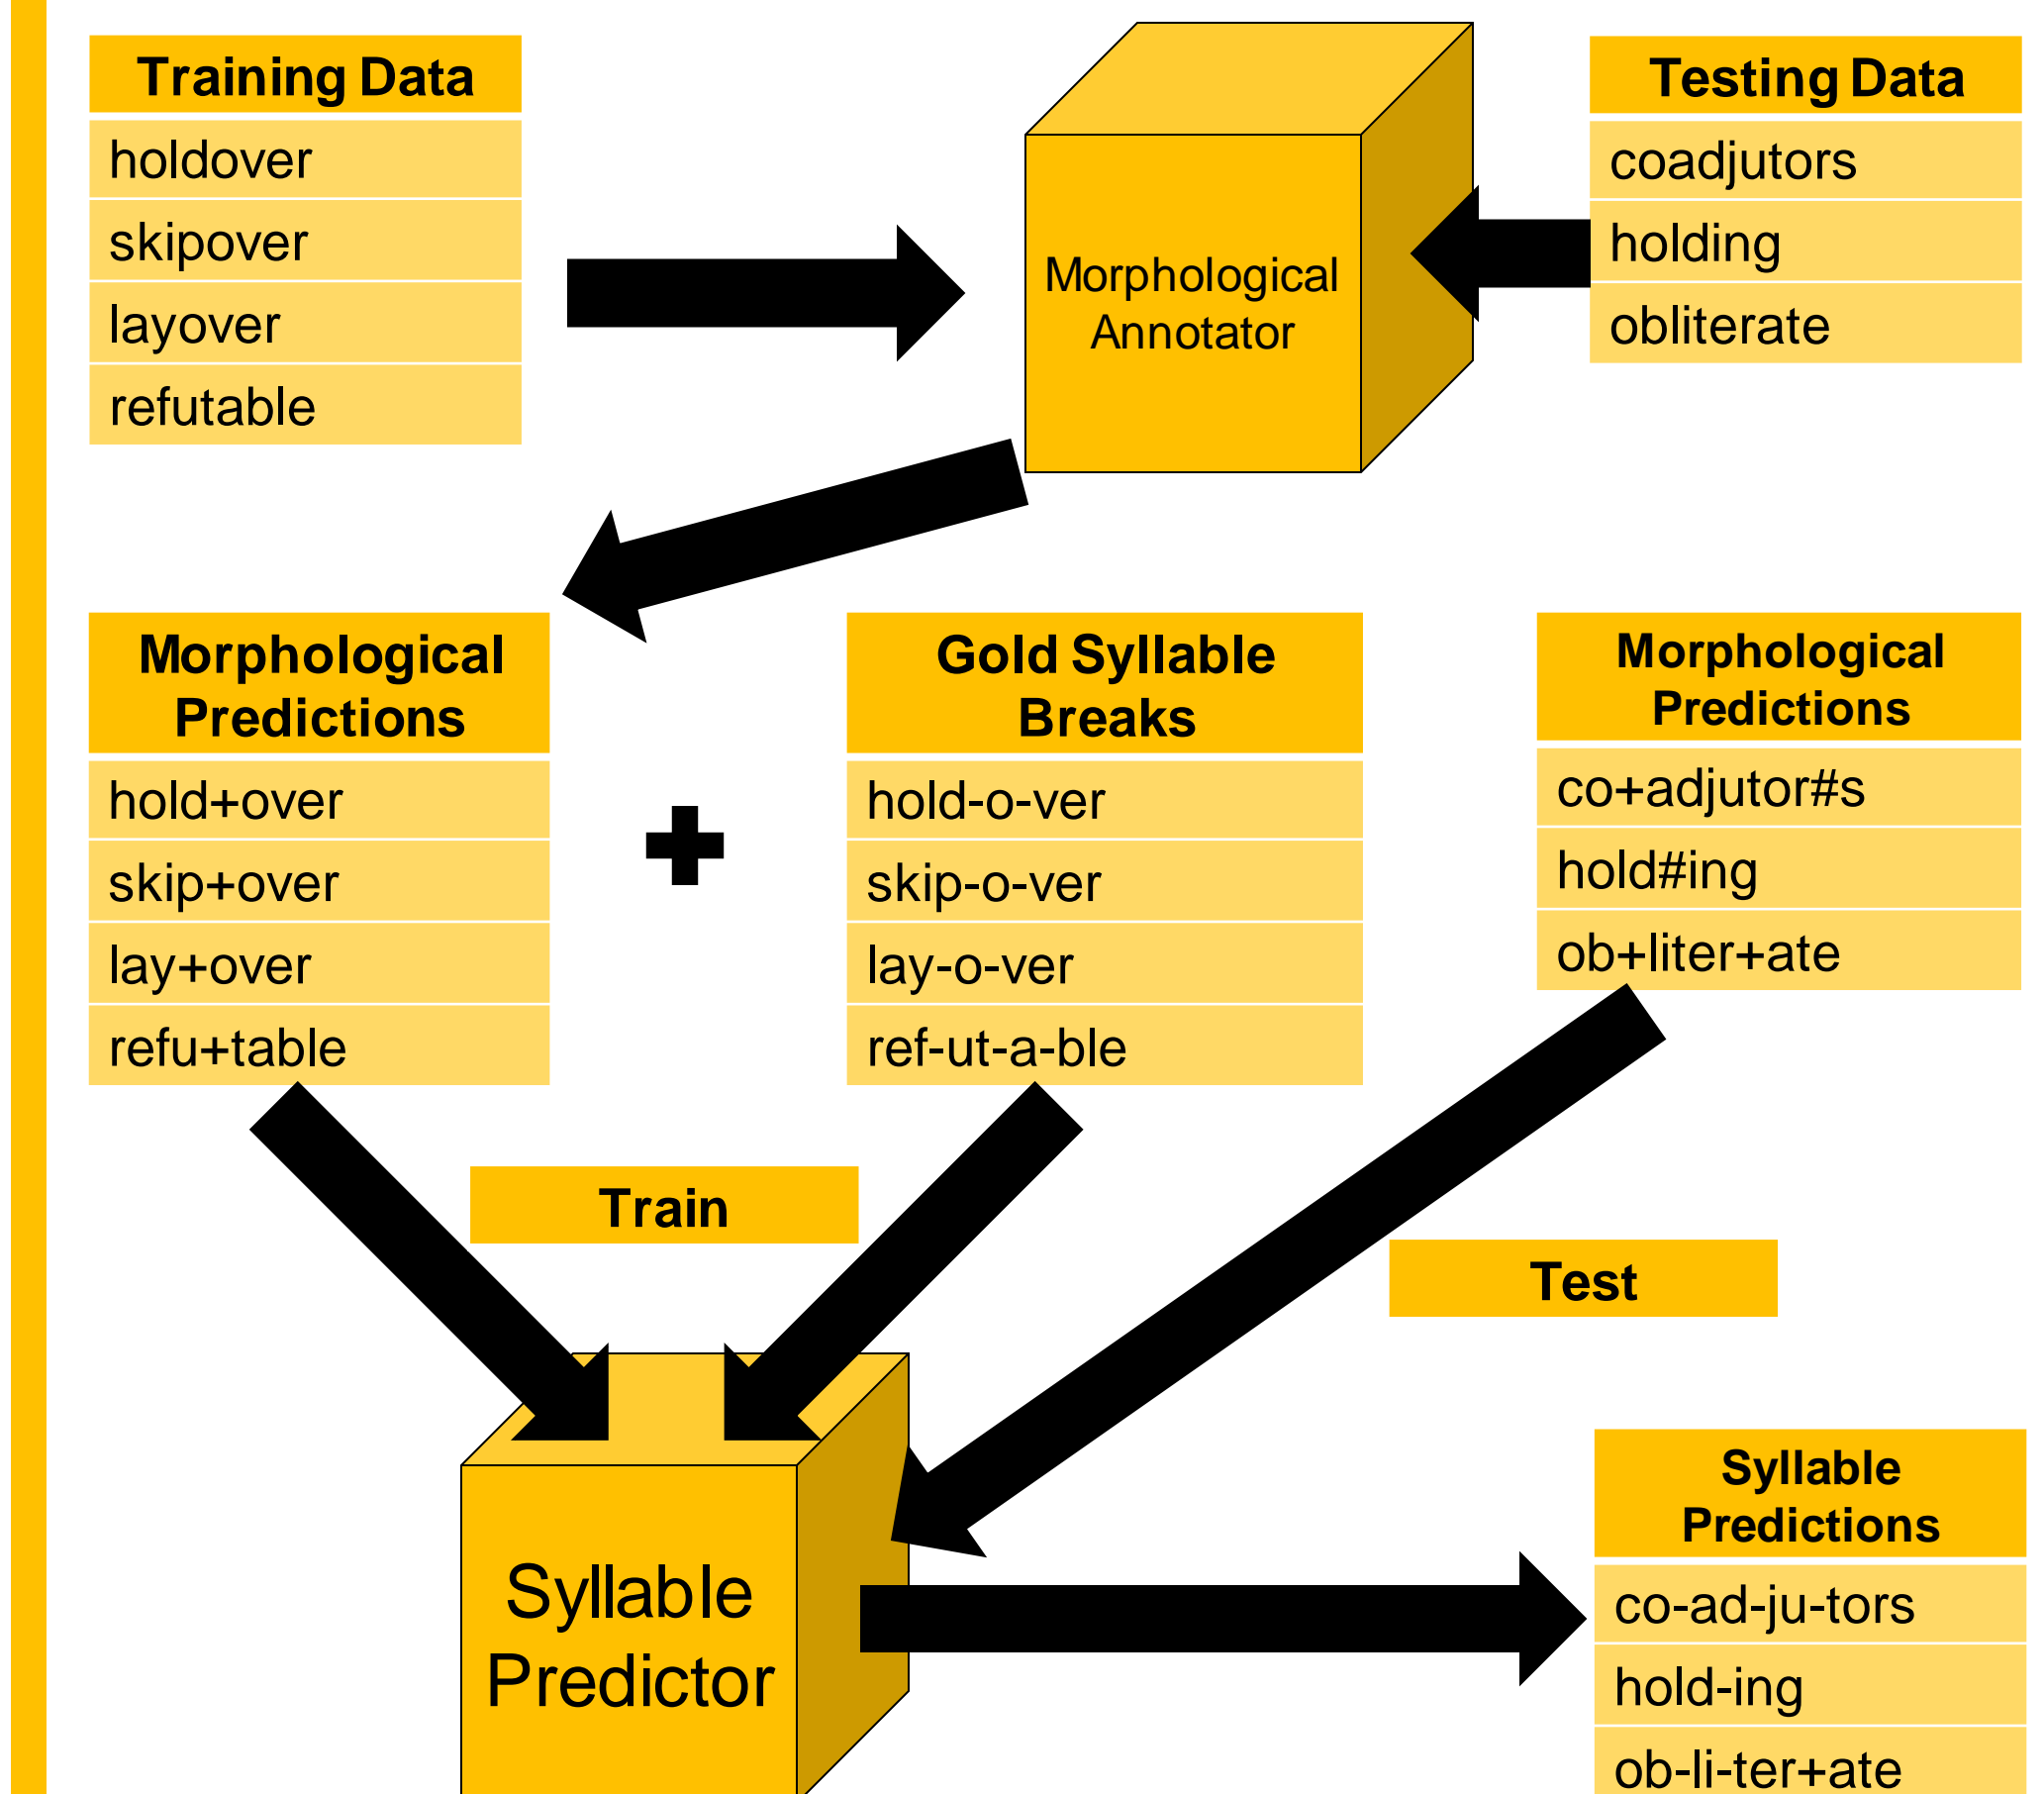 Training Data
holdover
skipover
layover
refutable
Morphological
Annotator
Testing Data
coadjutors
holding
obliterate
Morphological
Predictions
hold+over
skip+over
lay+over
refu+table
Gold Syllable
Breaks
hold-o-ver
skip-o-ver
lay-o-ver
ref-ut-a-ble
Morphological
Predictions
co+adjutor#s
hold#ing
ob+liter+ate
Train
Test
Syllable
Predictor
Syllable
Predictions
co-ad-ju-tors
hold-ing
ob-li-ter+ate